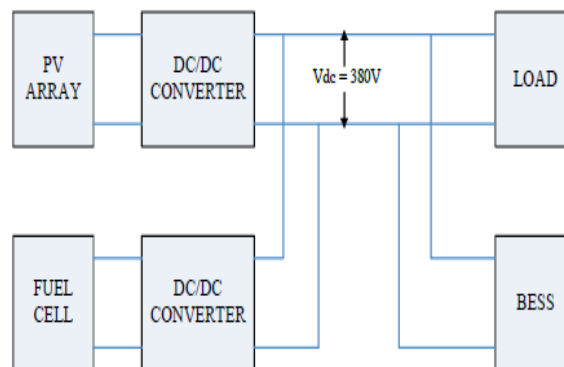 PV
ARRAY
DC/DC
CONVERTER
Vdc = 380V
LOAD
FUEL
CELL
DC/DC
CONVERTER
BESS